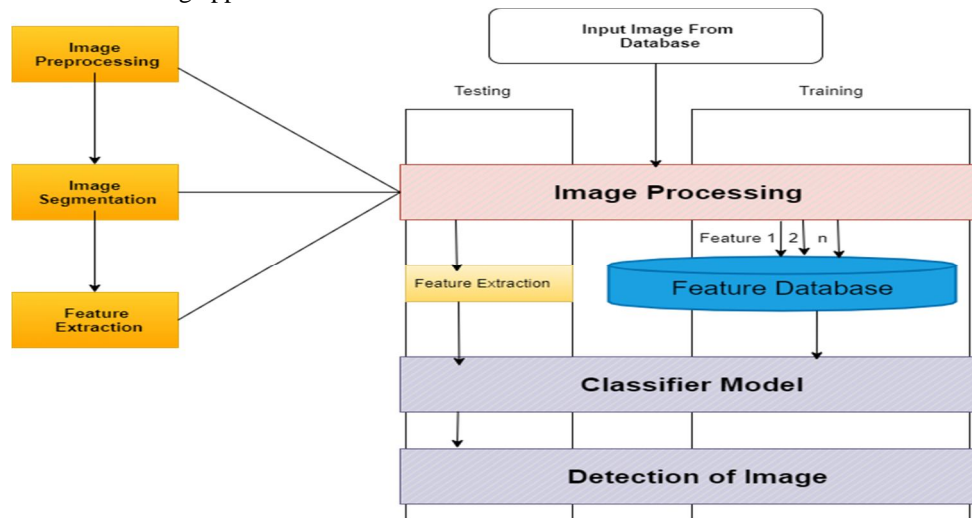 Image
Preprocessing
Image
Segmentation
Feature
Extraction
Input Image From
Database
Testing
Training
Image Processing
Feature 1 2 n
Feature Extraction
Feature Database
Classifier Model
Detection of Image